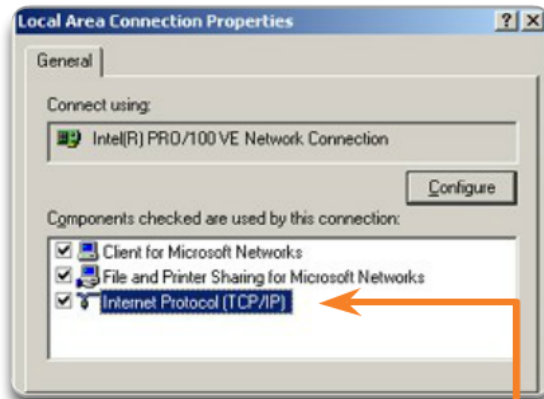 Local Area Connection Properties
General
Connect using:
Intel(R) PRO/100 VE Network Connection
Configure
Components checked are used by this connection:
Client for Microsoft Networks
File and Printer Sharing for Microsoft Networks
Internet Protocol (TCP/IP)